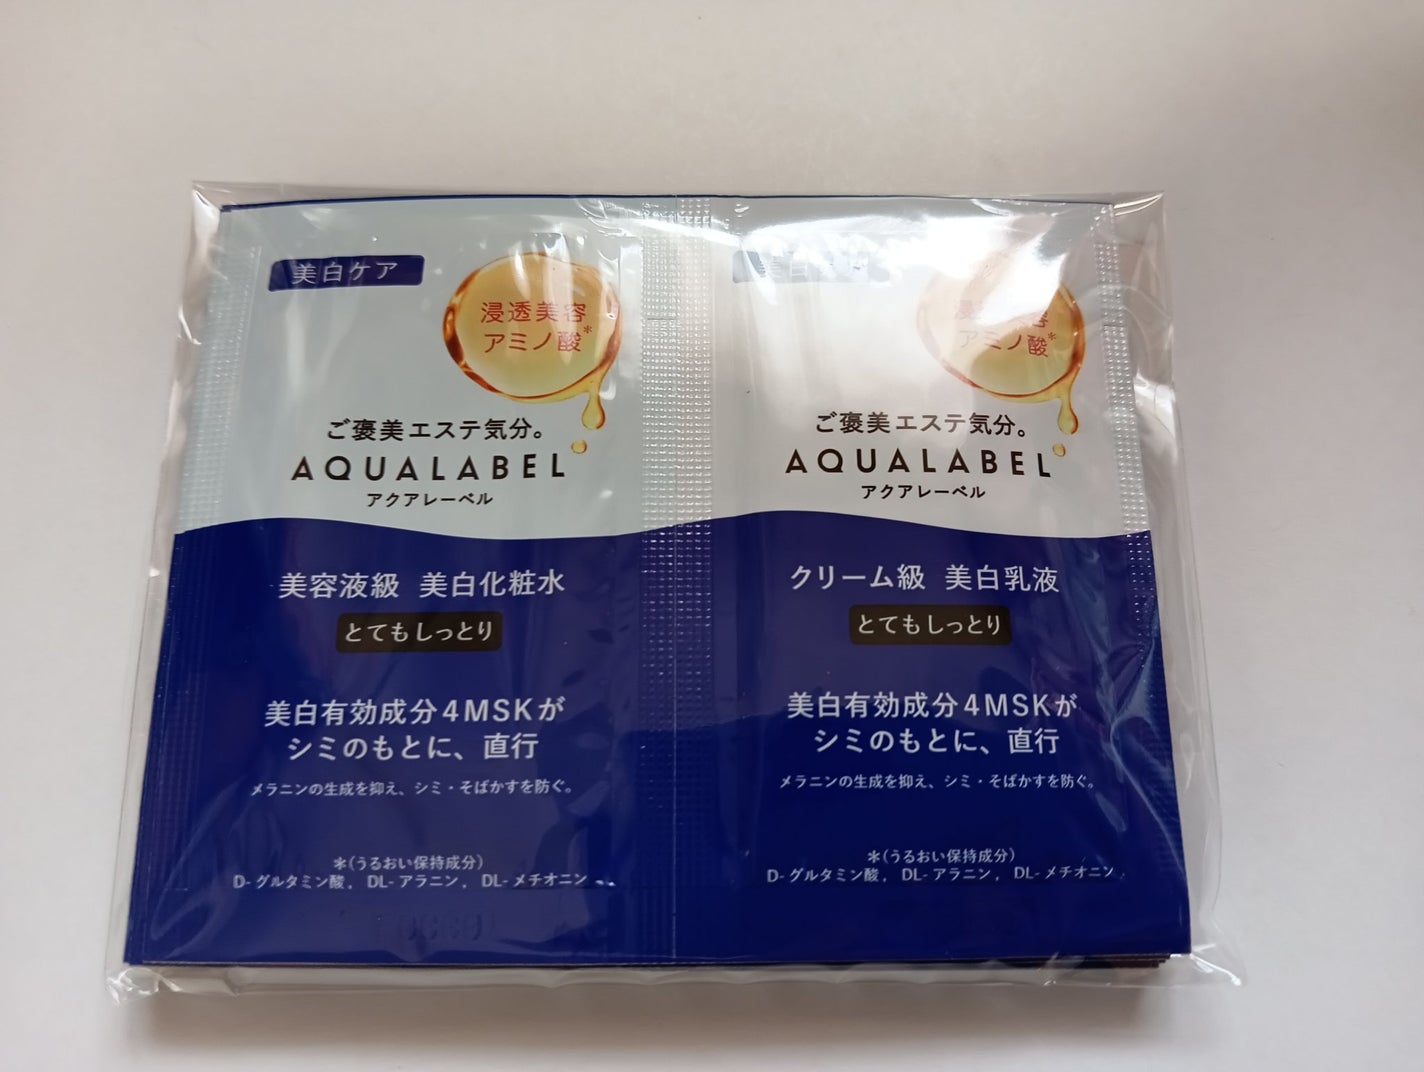 美白ケア
浸透美容
アミノ酸*
ご褒美エステ気分。
AQUALABEL
アクアレーベル
美容液級 美白化粧水
とてもしっとり
美白有効成分4MSKが
シミのもとに、直行
メラニンの生成を抑え、シミ・そばかすを防ぐ。
*(うるおい保持成分)
D-グルタミン酸, DL-アラニン, DL-メチオニン
美白
浸 容
アミノ酸*
ご褒美エステ気分。
AQUALABEL
アクアレーベル
クリーム級 美白乳液
とてもしっとり
美白有効成分4MSKが
シミのもとに、直行
メラニンの生成を抑え、シミ・そばかすを防ぐ。
*(うるおい保持成分)
D-グルタミン酸, DL-アラニン, DL-メチオニン